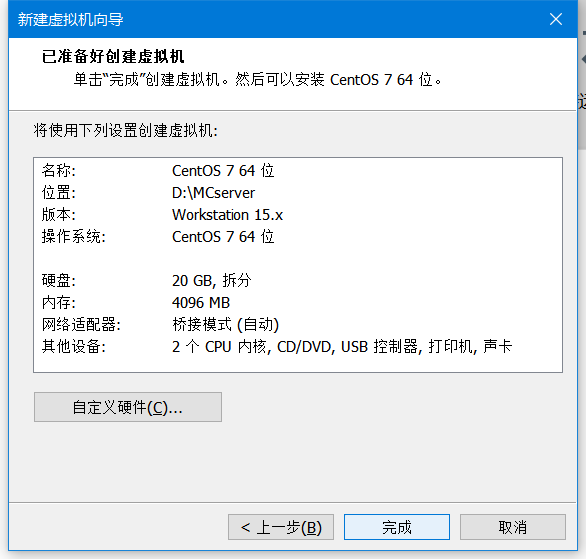 新建虚拟机向导
已准备好创建虚拟机
单击“完成”创建虚拟机。然后可以安装 CentOS 7 64 位。
将使用下列设置创建虚拟机:
名称: CentOS 7 64 位
位置: D:\MCserver
版本: Workstation 15.x
操作系统: CentOS 7 64 位
硬盘: 20 GB, 拆分
内存: 4096 MB
网络适配器: 桥接模式 (自动)
其他设备: 2 个 CPU 内核, CD/DVD, USB 控制器, 打印机, 声卡
自定义硬件(C)...
< 上一步(B) 完成 取消